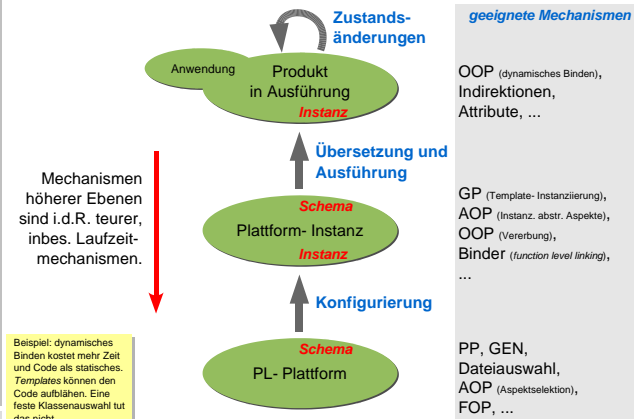 Zustands-
änderungen
geeignete Mechanismen
Anwendung
Produkt
in Ausführung
Instanz
OOP (dynamisches Binden),
Indirektionen,
Attribute, ...
Übersetzung und
Ausführung
Mechanismen
höherer Ebenen
sind i.d.R. teurer,
inbes. Laufzeit-
mechanismen.
Schema
Plattform- Instanz
Instanz
GP (Template- Instanziierung),
AOP (Instanz. abstr. Aspekte),
OOP (Vererbung),
Binder (function level linking),
...
Konfigurierung
Beispiel: dynamisches
Binden kostet mehr Zeit
und Code als statisches.
Templates können den
Code aufblähen. Eine
feste Klassenauswahl tut
das nicht.
Schema
PL- Plattform
PP, GEN,
Dateiauswahl,
AOP (Aspektselektion),
FOP, ...